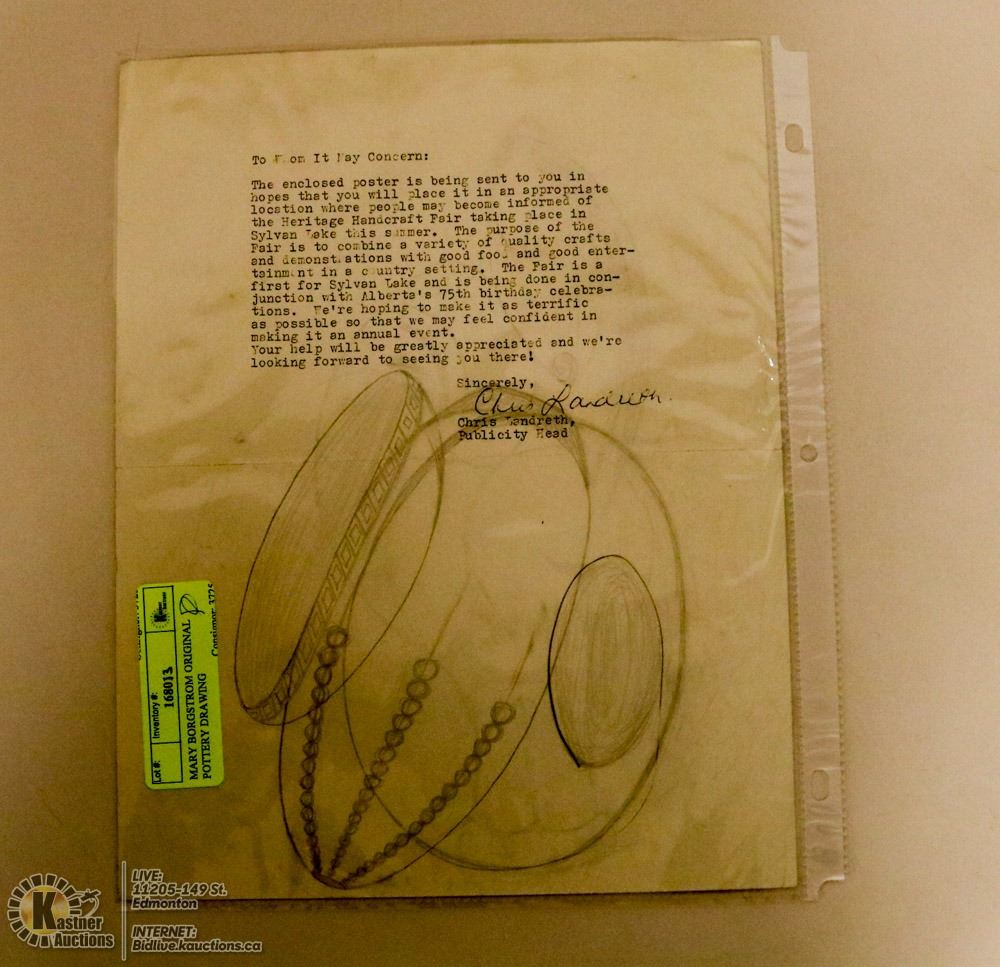 To Whom It May Concern:
The enclosed poster is being sent to you in
hopes that you will place it in an appropriate
location where people may become informed of
the Heritage Handcraft Fair taking place in
Sylvan Lake this summer. The purpose of the
Fair is to combine a variety of quality crafts
and demonstrations with good food and good enter-
tainment in a country setting. The Fair is a
first for Sylvan Lake and is being done in con-
junction with Alberta's 75th birthday celebra-
tions. We're hoping to make it as terrific
as possible so that we may feel confident in
making it an annual event.
Your help will be greatly appreciated and we're
looking forward to seeing you there!
Sincerely,
Chris Landreth.
Chris Landreth,
Publicity Head
Lot #:
Inventory #:
168013
MARY BORGSTROM ORIGINAL
POTTERY DRAWING
Consignor: 3725
Kastner
Auctions
LIVE:
11205-149 St.
Edmonton
INTERNET:
Bidlive.kauctions.ca